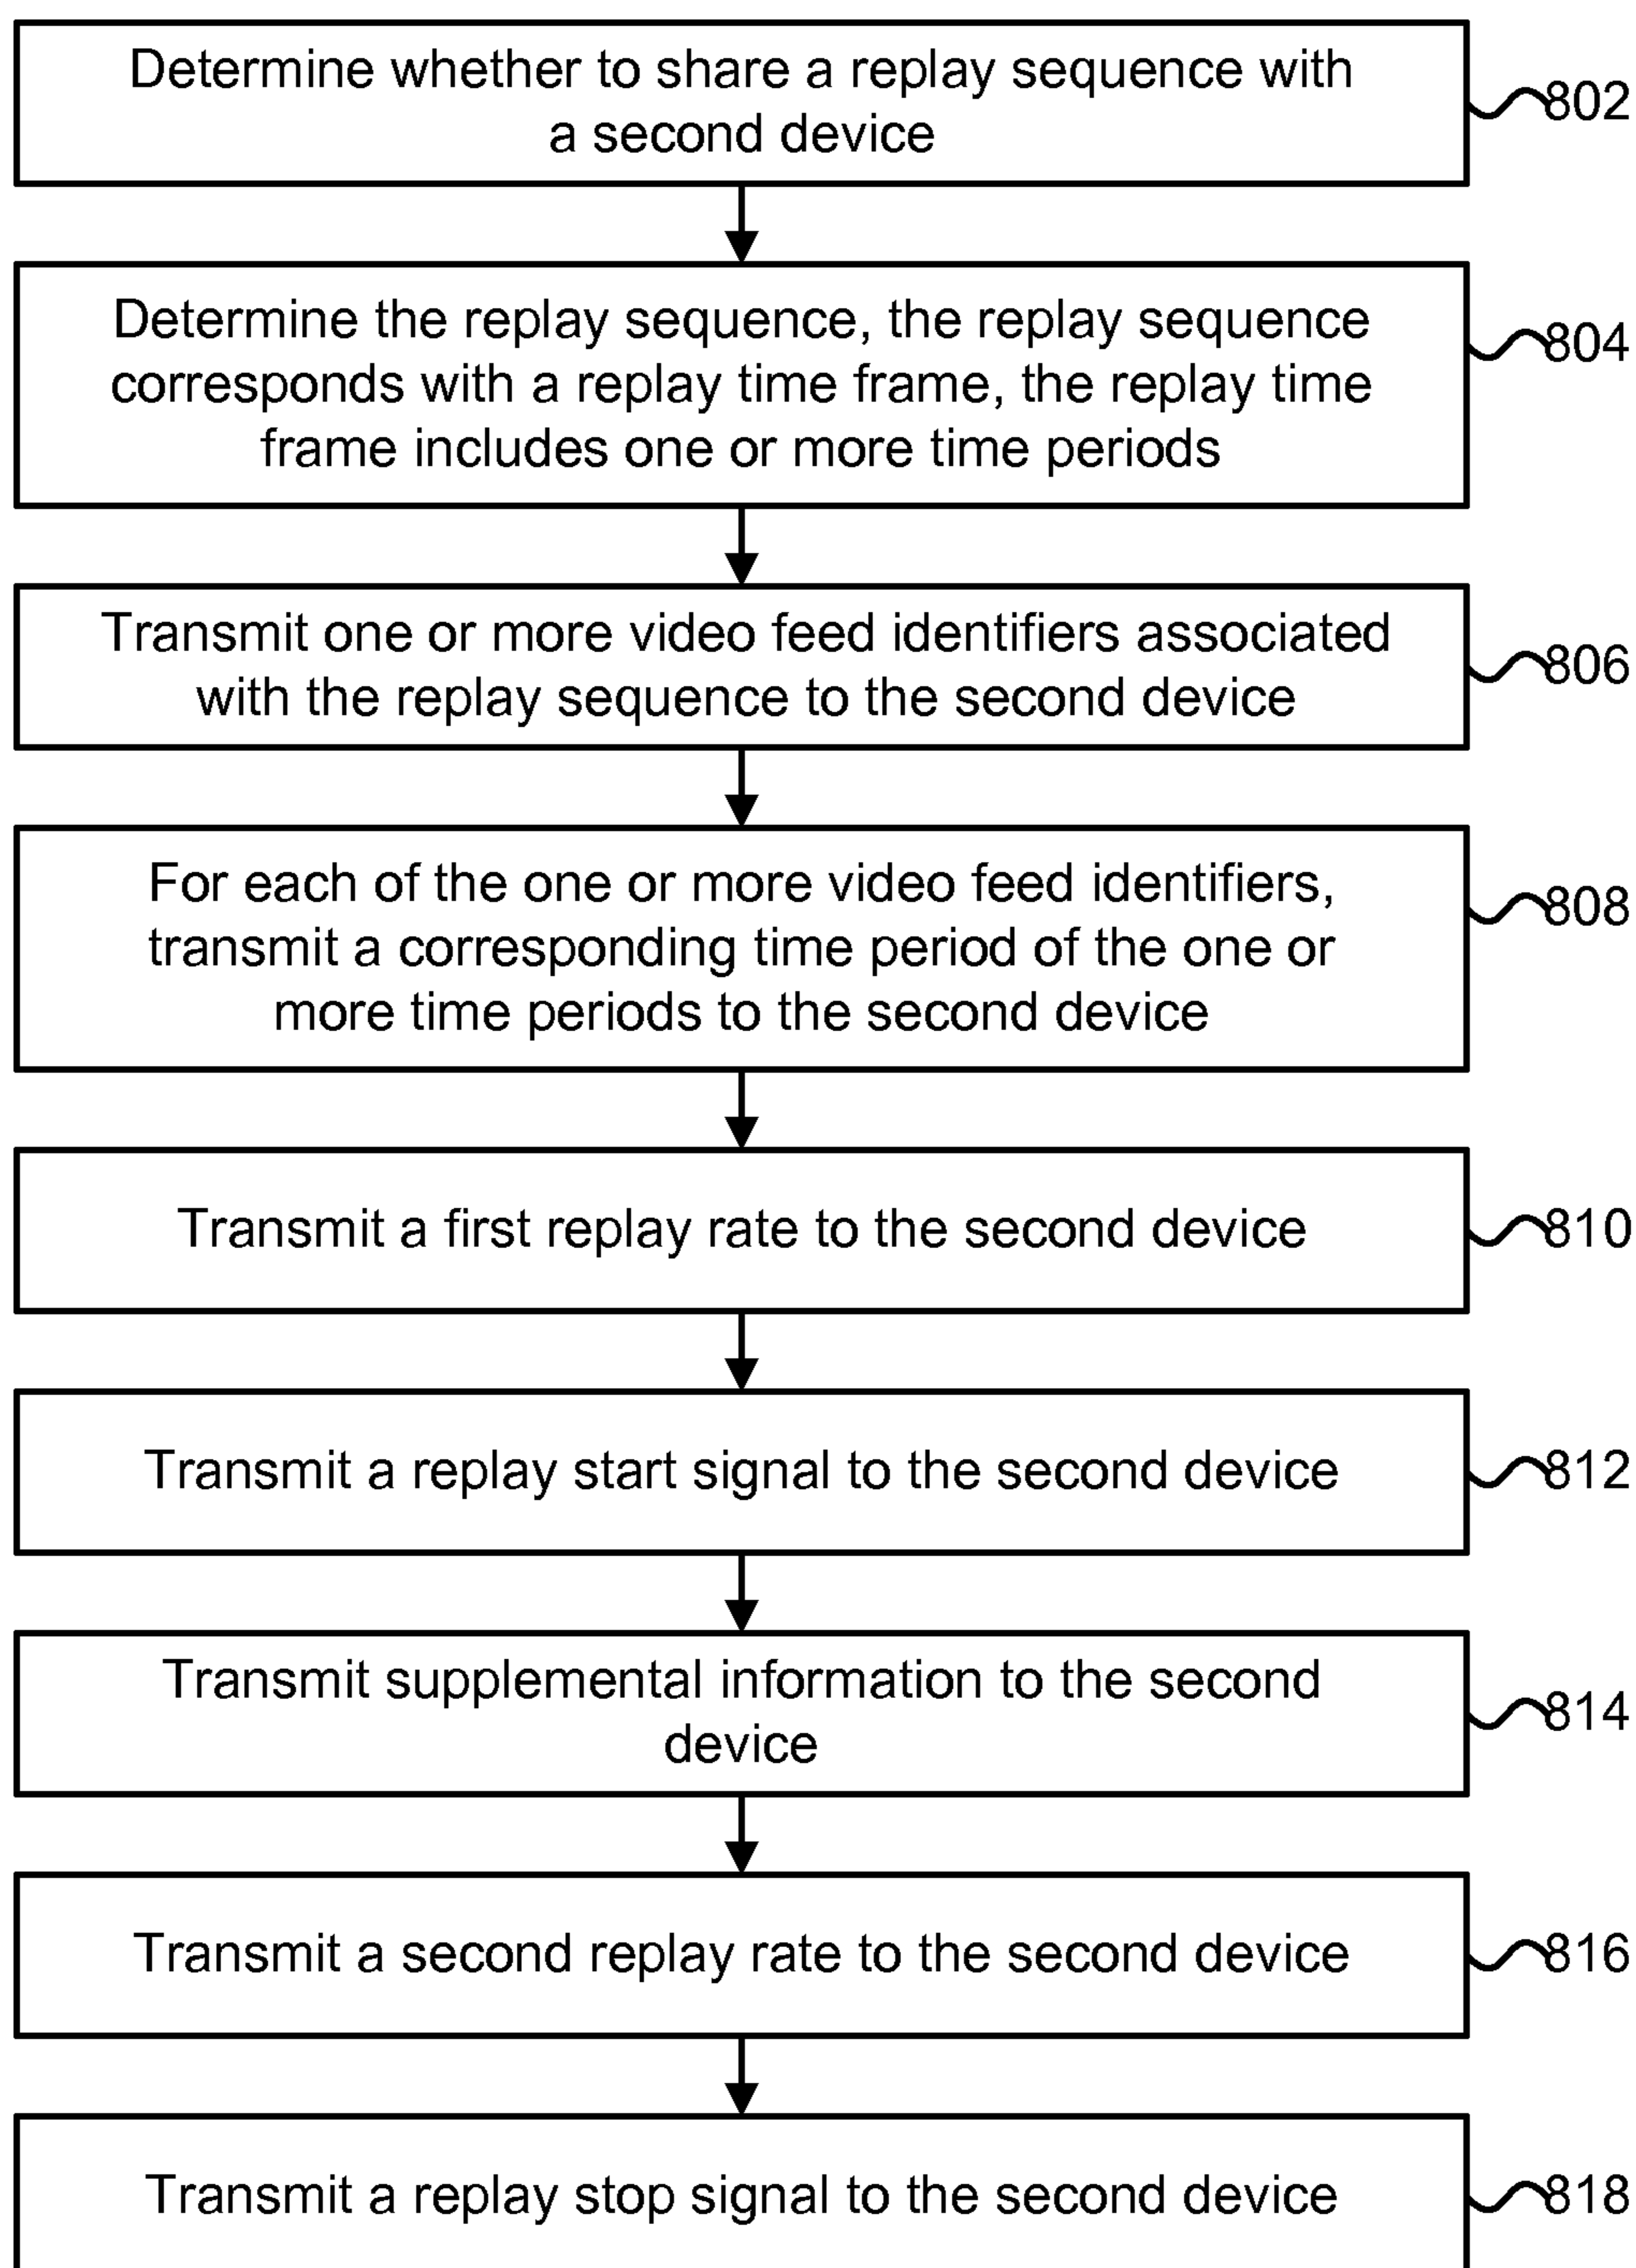 Determine whether to share a replay sequence with
a second device
802
Determine the replay sequence, the replay sequence
corresponds with a replay time frame, the replay time
frame includes one or more time periods
804
Transmit one or more video feed identifiers associated
with the replay sequence to the second device
806
For each of the one or more video feed identifiers,
transmit a corresponding time period of the one or
more time periods to the second device
808
Transmit a first replay rate to the second device
810
Transmit a replay start signal to the second device
812
Transmit supplemental information to the second
device
814
Transmit a second replay rate to the second device
816
Transmit a replay stop signal to the second device
818